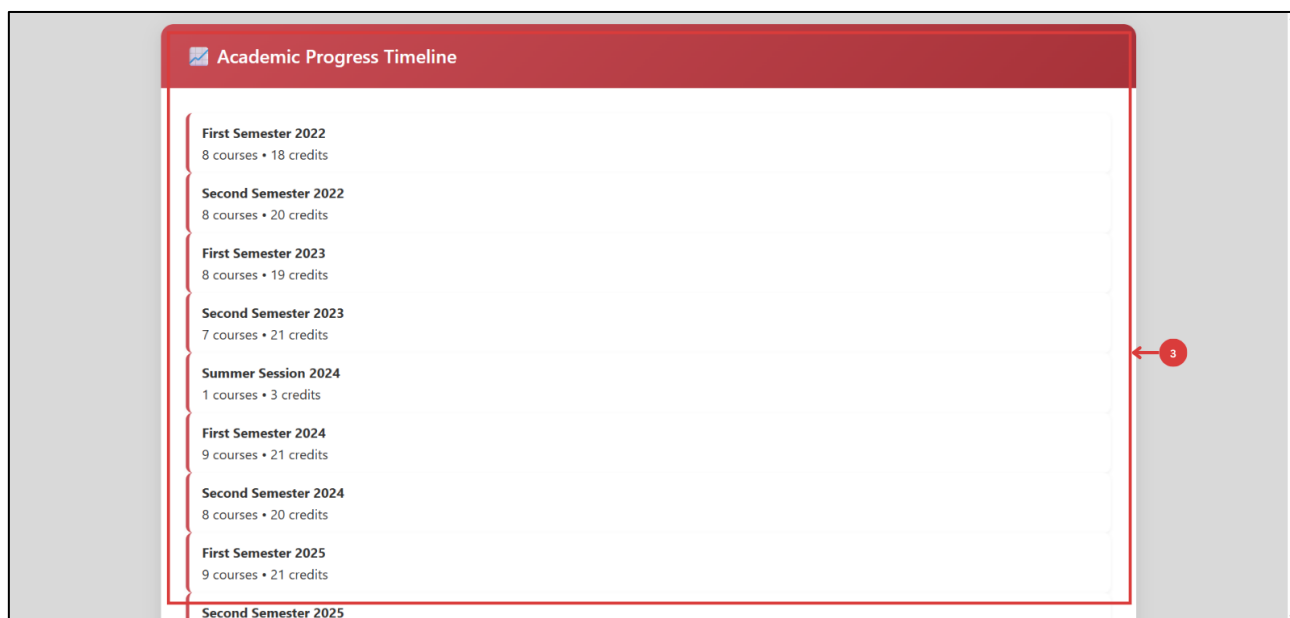 📈 Academic Progress Timeline
First Semester 2022
8 courses • 18 credits
Second Semester 2022
8 courses • 20 credits
First Semester 2023
8 courses • 19 credits
Second Semester 2023
7 courses • 21 credits
Summer Session 2024
1 courses • 3 credits
3
First Semester 2024
9 courses • 21 credits
Second Semester 2024
8 courses • 20 credits
First Semester 2025
9 courses • 21 credits
Second Semester 2025